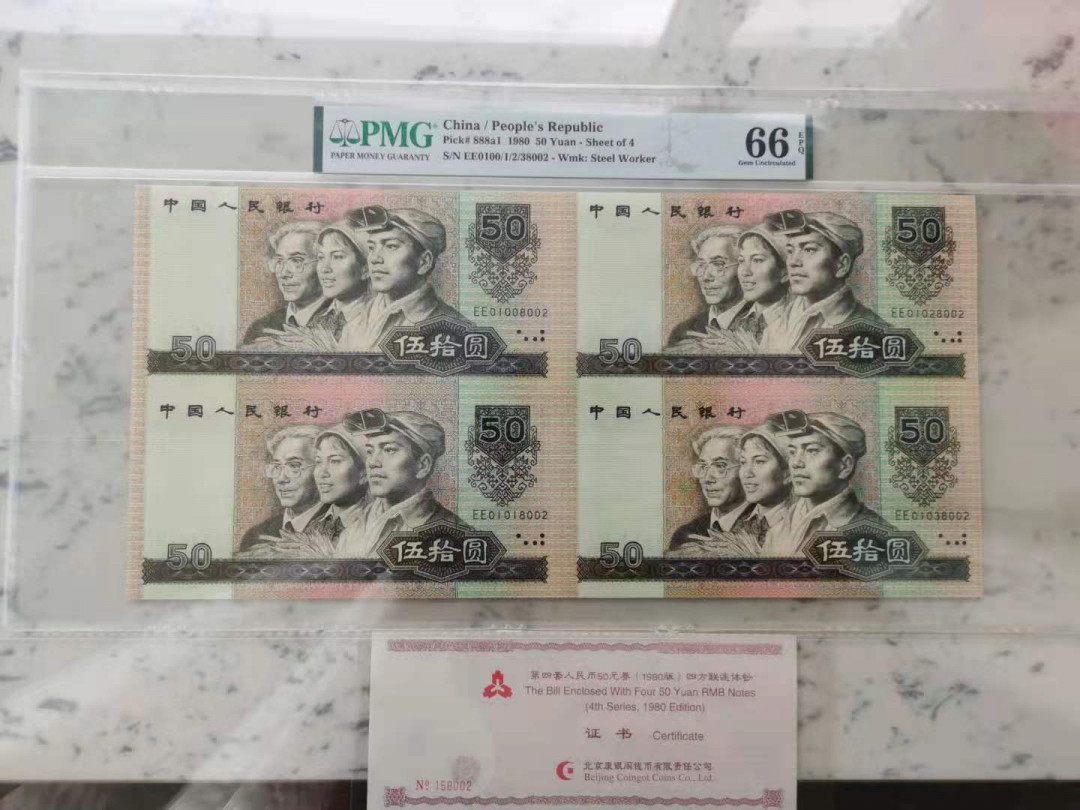 PMG
PAPER MONEY GUARANTY
China / People's Republic
Pick# 888a1 1980 50 Yuan - Sheet of 4
S/N EE0100/1/2/38002 - Wmk: Steel Worker
66 EPQ
Gem Uncirculated
中国人民银行
50
EE01008002
50
伍拾圆
中国人民银行
50
EE01028002
50
伍拾圆
中国人民银行
50
EE01018002
50
伍拾圆
中国人民银行
50
EE01038002
50
伍拾圆
第四套人民币50元券(1980版)四方联连体钞
The Bill Enclosed With Four 50 Yuan RMB Notes
(4th Series, 1980 Edition)
证书 Certificate
北京康银阁钱币有限责任公司
Beijing Coingot Coins Co., Ltd.
Nº 158002